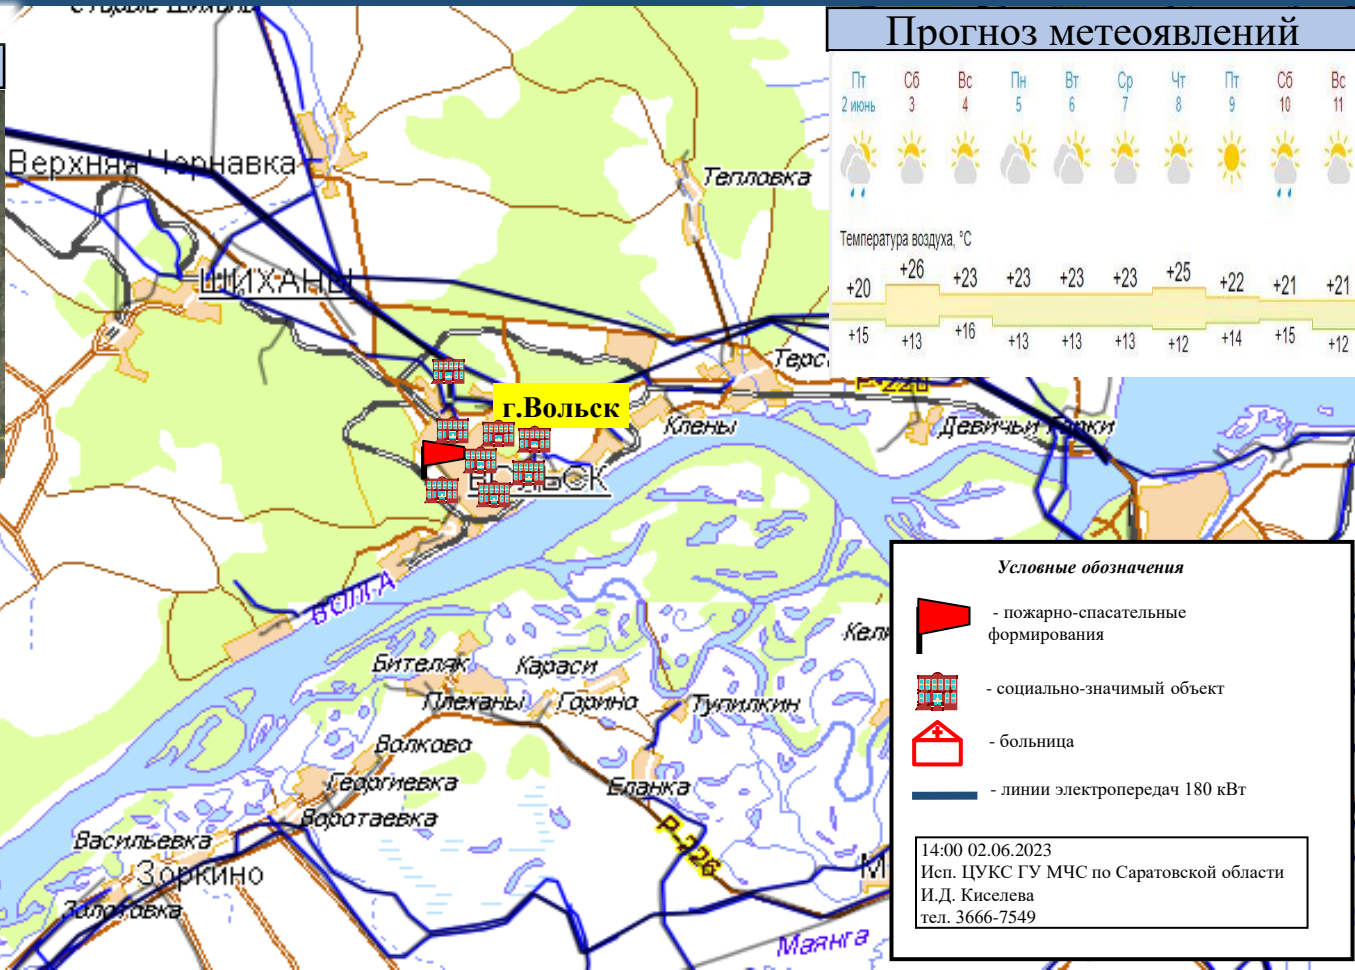 Старые Шиханы
Прогноз метеоявлений
Пт Сб Вс Пн Вт Ср Чт Пт Сб Вс
2 июнь 3 4 5 6 7 8 9 10 11
Температура воздуха, °C
+20 +26 +23 +23 +23 +23 +25 +22 +21 +21
+15 +13 +16 +13 +13 +13 +12 +14 +15 +12
Верхняя Чернавка
Тепловка
ШИХАНЫ
Терс
Р-228
г.Вольск
Клены
Девичьи Горки
ВОЛЬСК
ВОЛГА
Бителяк
Караси
Плеханы
Горино
Тупилкин
Волково
Георгиевка
Еланка
Воротаевка
Васильевка
Р-226
Зоркино
Золотовка
Маянга
Условные обозначения
- пожарно-спасательные
формирования
- социально-значимый объект
- больница
- линии электропередач 180 кВт
14:00 02.06.2023
Исп. ЦУКС ГУ МЧС по Саратовской области
И.Д. Киселева
тел. 3666-7549